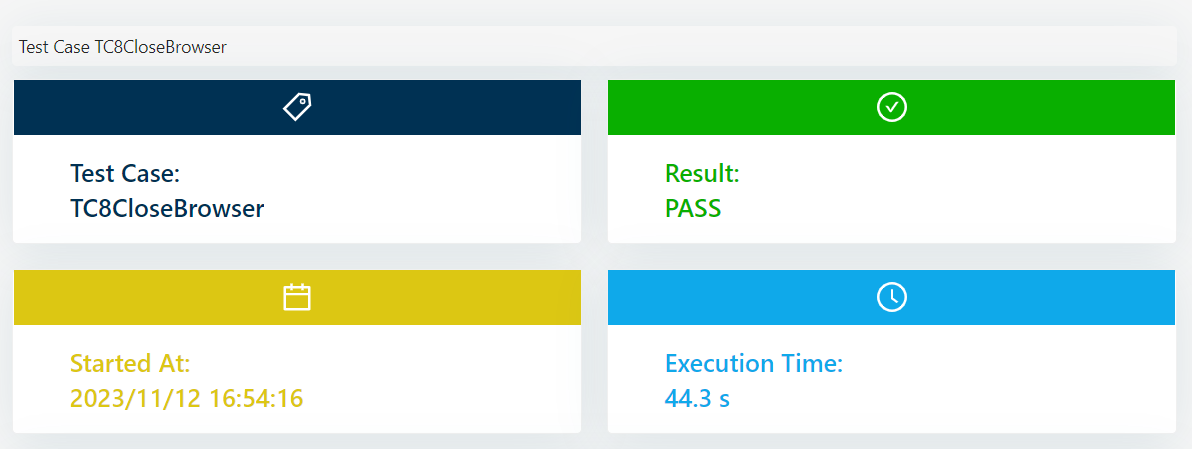 Test Case TC8CloseBrowser
Test Case:
TC8CloseBrowser
Result:
PASS
Started At:
2023/11/12 16:54:16
Execution Time:
44.3 s